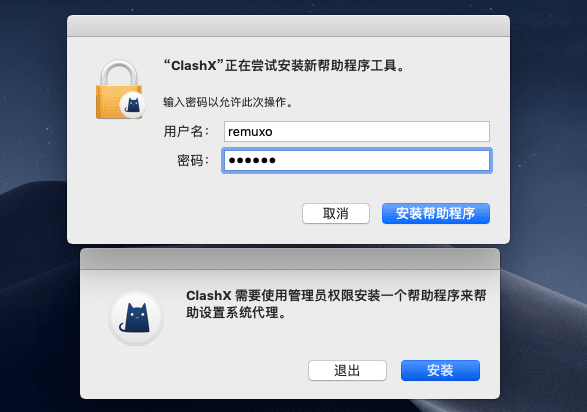 “ClashX”正在尝试安装新帮助程序工具。
输入密码以允许此次操作。
用户名： remuxo
密码： ●●●●●●
取消 安装帮助程序
ClashX 需要使用管理员权限安装一个帮助程序来帮
助设置系统代理。
退出 安装